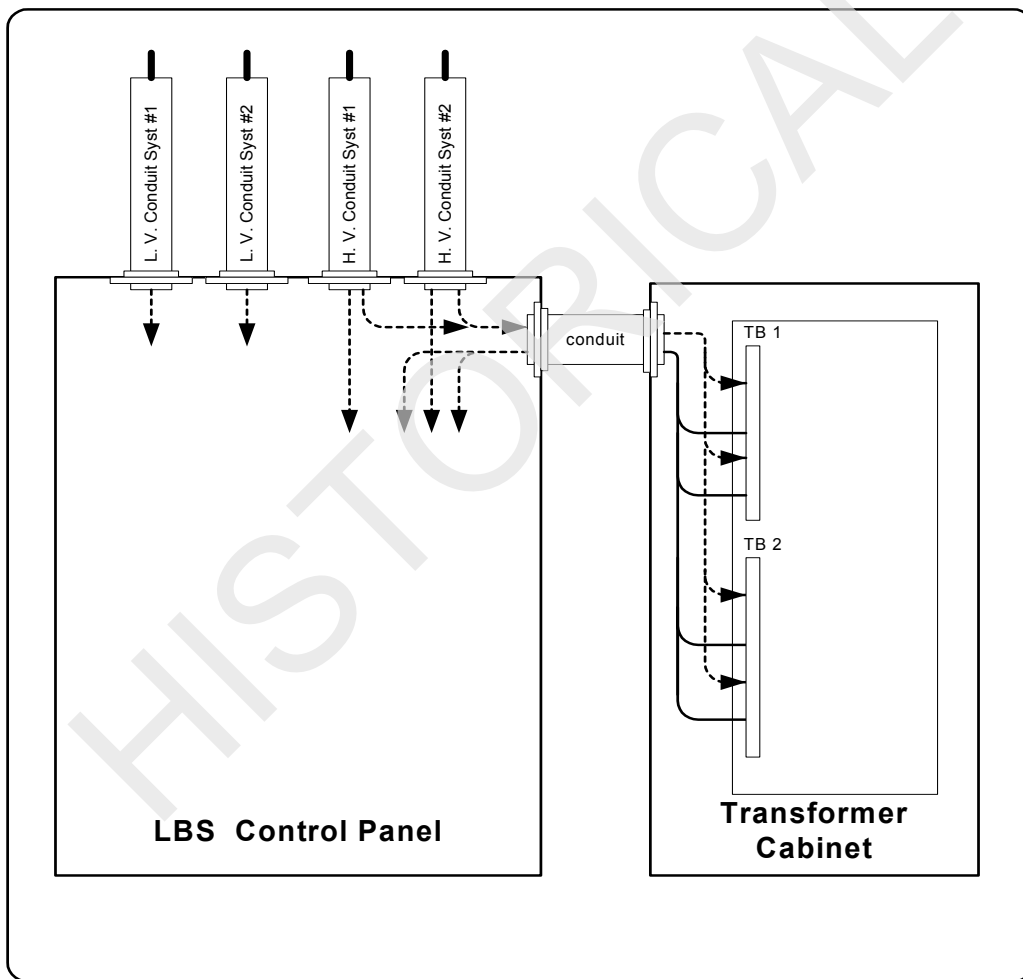 L. V. Conduit Syst #1
L. V. Conduit Syst #2
H. V. Conduit Syst #1
H. V. Conduit Syst #2
conduit
TB 1
TB 2
LBS Control Panel
Transformer
Cabinet
HISTORICAL